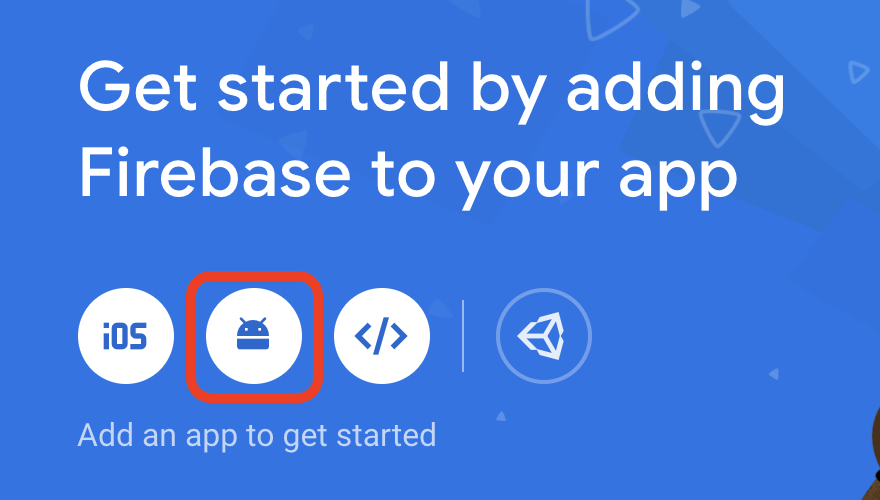 Get started by adding
Firebase to your app
iOS </>
Add an app to get started